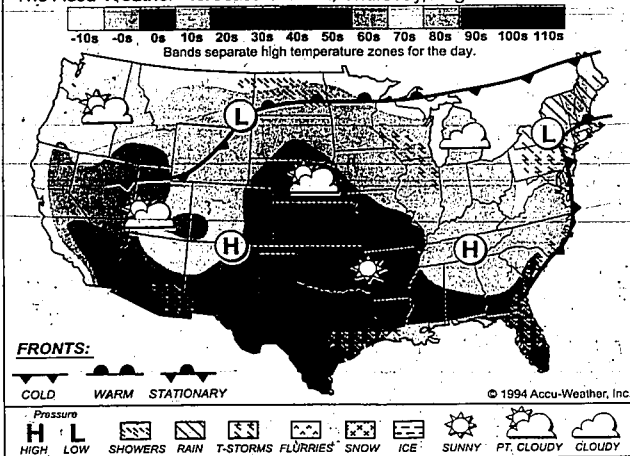 -10s -0s 0s 10s 20s 30s 40s 50s 60s 70s 80s 90s 100s 110s
Bands separate high temperature zones for the day.
L
L
H
H
FRONTS:
COLD WARM STATIONARY
© 1994 Accu-Weather, Inc.
Pressure
H L
HIGH LOW SHOWERS RAIN T-STORMS FLURRIES SNOW ICE SUNNY PT. CLOUDY CLOUDY